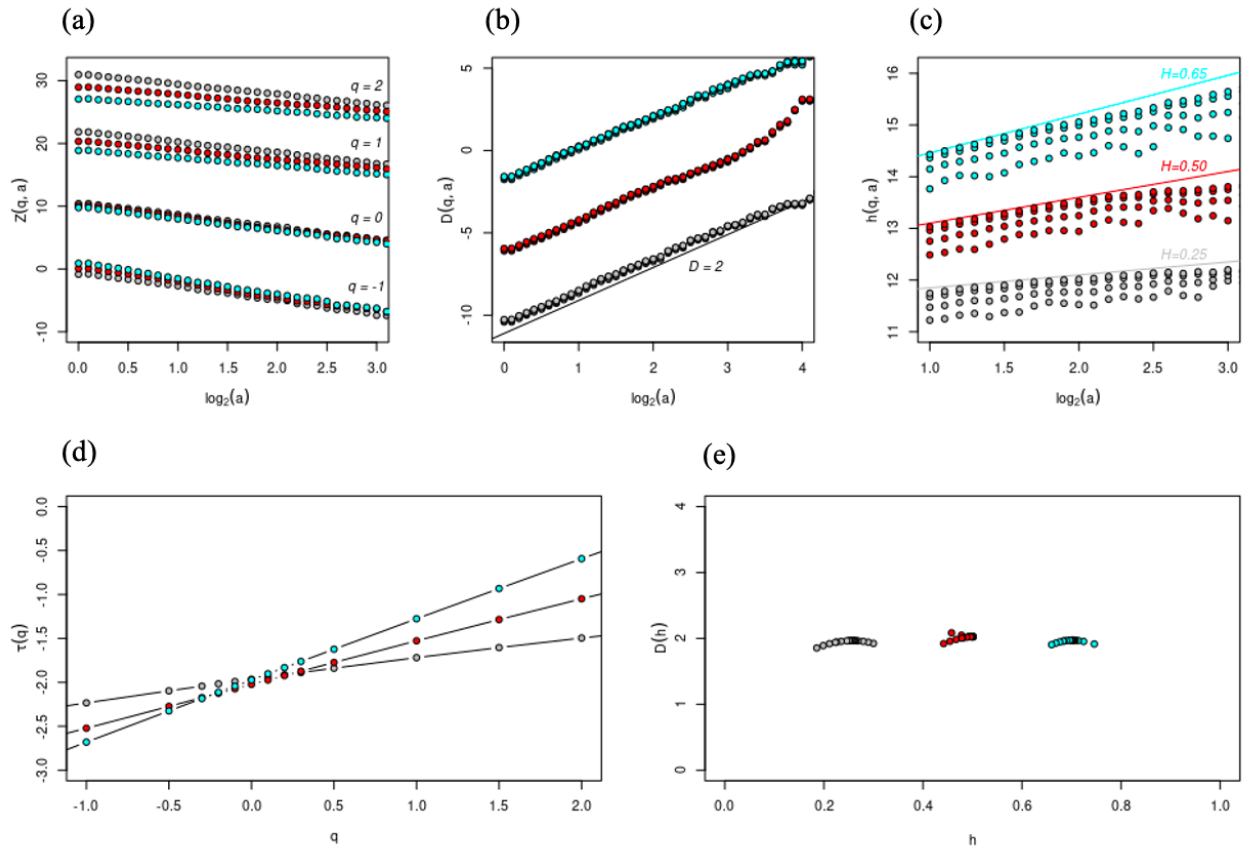 (a)
30
20
10
0
-10
Z(q, a)
q = 2
q = 1
q = 0
q = -1
0.0 0.5 1.0 1.5 2.0 2.5 3.0
log₂(a)
(b)
5
0
-5
-10
D(q, a)
D = 2
0 1 2 3 4
log₂(a)
(c)
16
15
14
13
12
11
h(q, a)
H=0.65
H=0.50
H=0.25
1.0 1.5 2.0 2.5 3.0
log₂(a)
(d)
0.0
-0.5
-1.0
-1.5
-2.0
-2.5
-3.0
τ(q)
-1.0 -0.5 0.0 0.5 1.0 1.5 2.0
q
(e)
4
3
2
1
0
D(h)
0.0 0.2 0.4 0.6 0.8 1.0
h